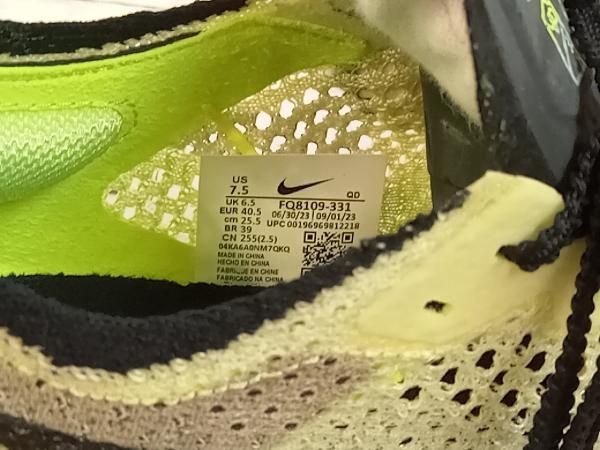 US
7.5
QD
UK 6.5
FQ8109-331
EUR 40.5
06/30/23 09/01/23
cm 25.5
UPC 00196969812218
BR 39
CN 255(2.5)
04KA6A0NM7QKQ
MADE IN CHINA
HECHO EN CHINA
FABRIQUE EN CHINE
FABRICADO NA CHINA